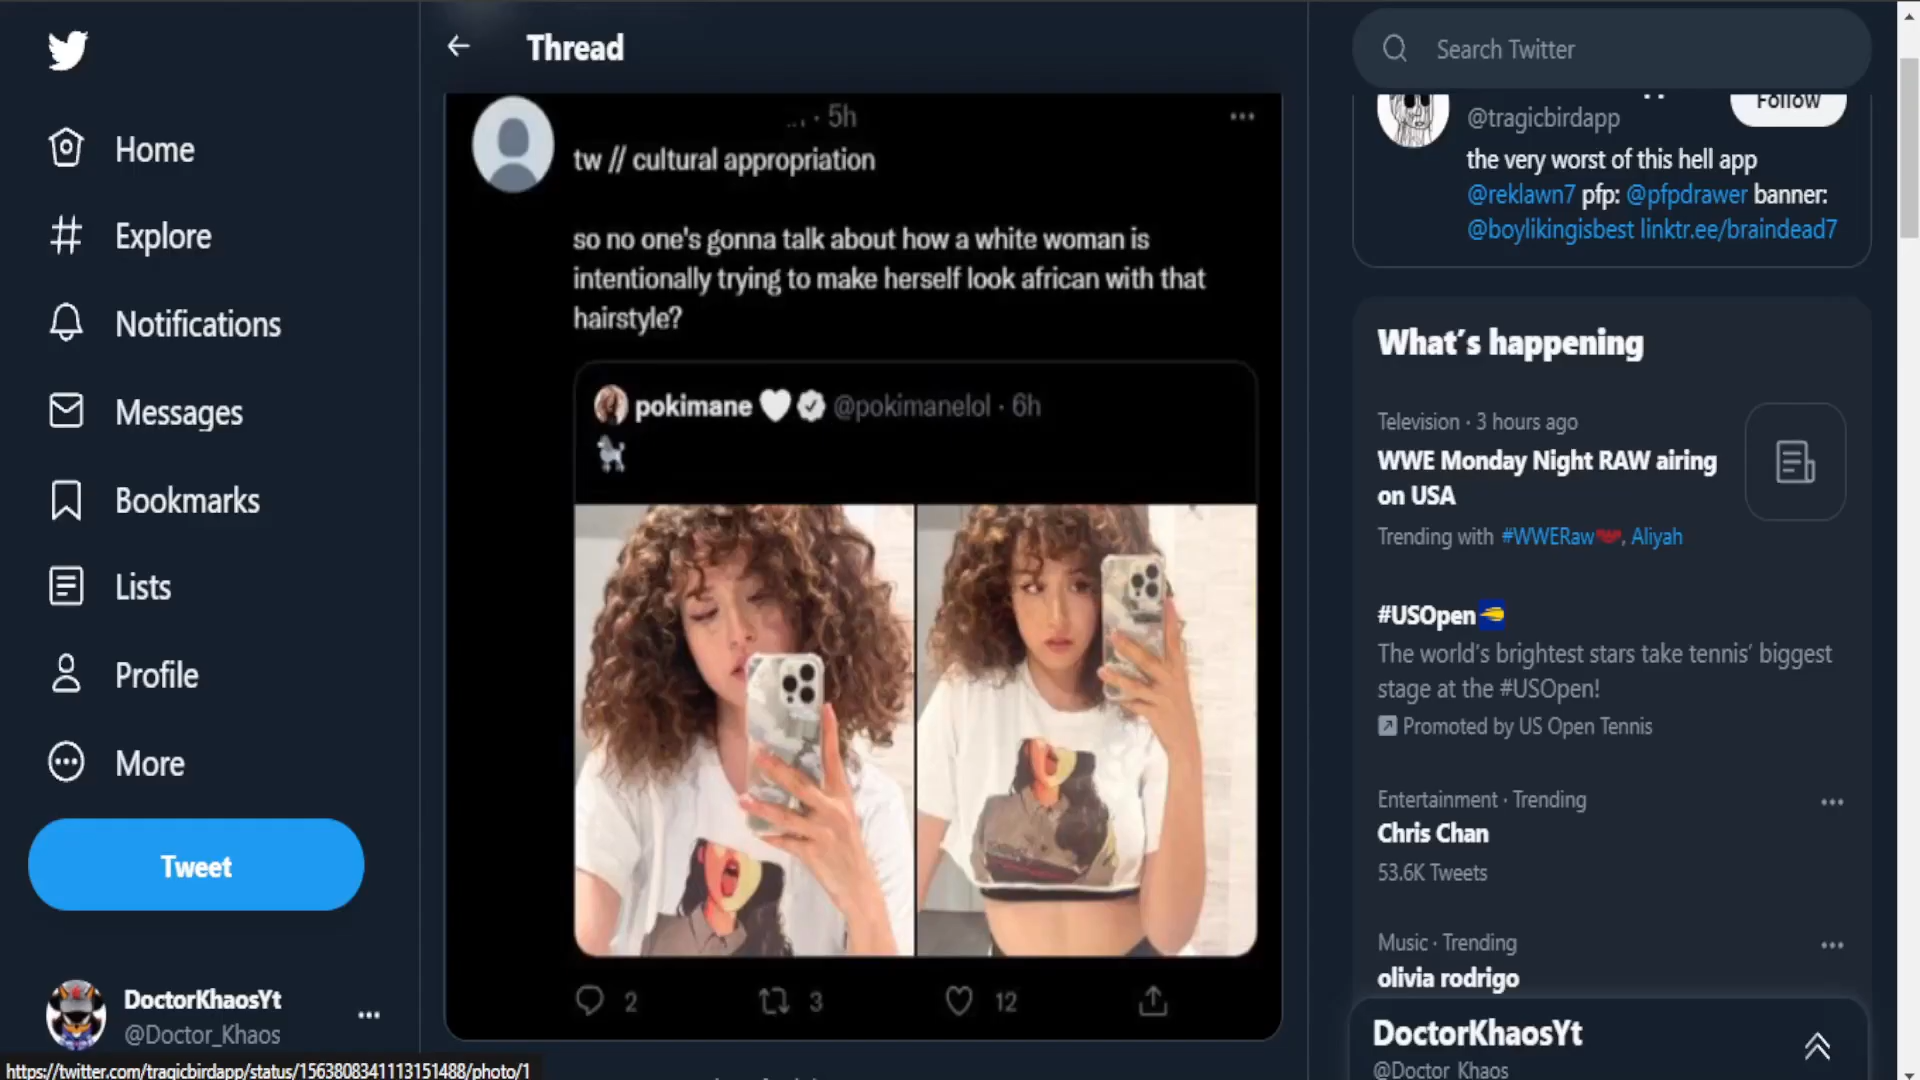 Home
Explore
Notifications
Messages
Bookmarks
Lists
Profile
More
Tweet
DoctorKhaosYt
@Doctor_Khaos
https://twitter.com/tragicbirdapp/status/1563808341113151488/photo/1
Thread
· 5h
tw // cultural appropriation
so no one's gonna talk about how a white woman is
intentionally trying to make herself look african with that
hairstyle?
pokimane @pokimanelol · 6h
2
3
12
Search Twitter
Follow
@tragicbirdapp
the very worst of this hell app
@reklawn7 pfp: @pfpdrawer banner:
@boylikingisbest linktr.ee/braindead7
What's happening
Television · 3 hours ago
WWE Monday Night RAW airing
on USA
Trending with #WWERaw, Aliyah
#USOpen
The world's brightest stars take tennis' biggest
stage at the #USOpen!
Promoted by US Open Tennis
Entertainment · Trending
Chris Chan
53.6K Tweets
Music · Trending
olivia rodrigo
DoctorKhaosYt
@Doctor_Khaos